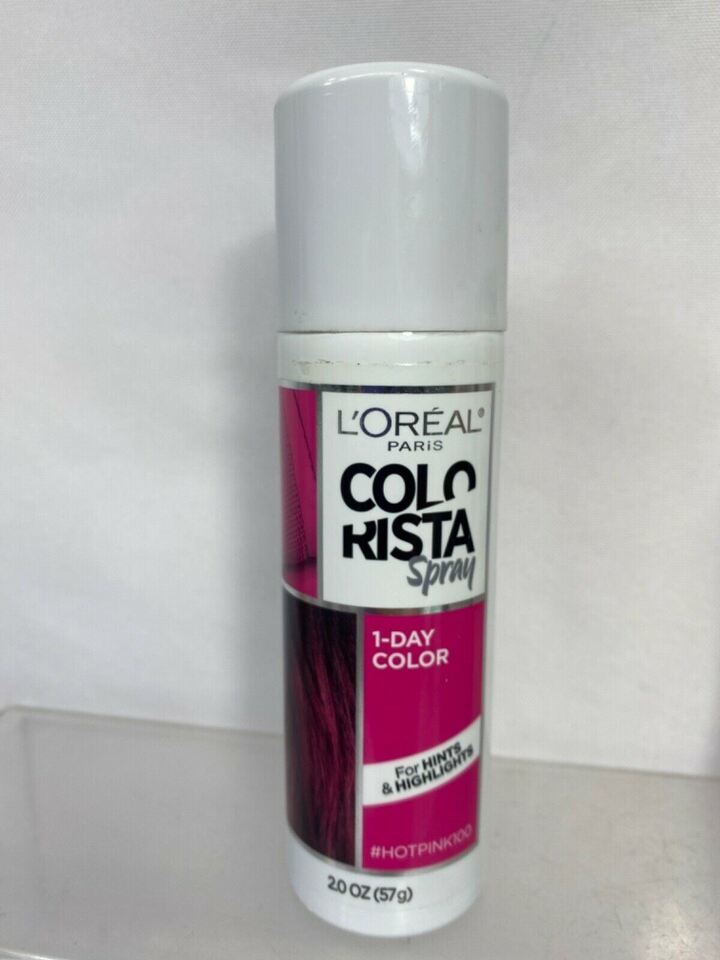 L'ORÉAL®
PARiS
COLO
RISTA
Spray
1-DAY
COLOR
For HINTS
& HIGHLIGHTS
#HOTPINK100
2.0 OZ (57g)